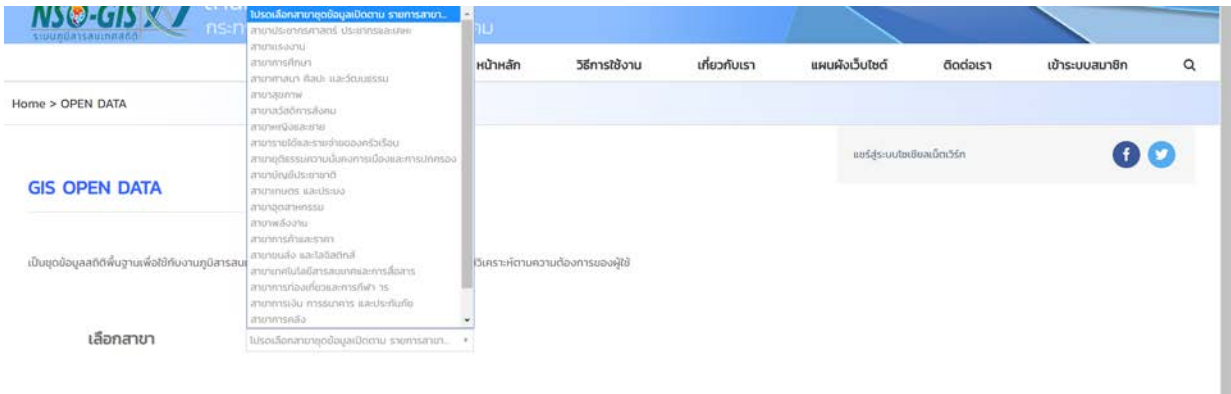 NSO-GIS
ระบบภูมิสารสนเทศสถิติ
หน้าหลัก วิธีการใช้งาน เกี่ยวกับเรา แผนผังเว็บไซต์ ติดต่อเรา เข้าระบบสมาชิก
Home > OPEN DATA
แชร์สู่ระบบโซเชียลเน็ตเวิร์ก
GIS OPEN DATA
เป็นชุดข้อมูลสถิติพื้นฐานเพื่อใช้กับงานภูมิสารสน วิเคราะห์ตามความต้องการของผู้ใช้
โปรดเลือกสาขาชุดข้อมูลเปิดตาม รายการสาขา...
สาขาประชากรศาสตร์ ประชากรและเคหะ
สาขาแรงงาน
สาขาการศึกษา
สาขาศาสนา ศิลปะ และวัฒนธรรม
สาขาสุขภาพ
สาขาสวัสดิการสังคม
สาขาหญิงและชาย
สาขารายได้และรายจ่ายของครัวเรือน
สาขายุติธรรมความมั่นคงการเมืองและการปกครอง
สาขาบัญชีประชาชาติ
สาขาเกษตร และประมง
สาขาอุตสาหกรรม
สาขาพลังงาน
สาขาการค้าและราคา
สาขาขนส่ง และโลจิสติกส์
สาขาเทคโนโลยีสารสนเทศและการสื่อสาร
สาขาการท่องเที่ยวและการกีฬา าร
สาขาการเงิน การธนาคาร และประกันภัย
สาขาการคลัง
เลือกสาขา โปรดเลือกสาขาชุดข้อมูลเปิดตาม รายการสาขา...